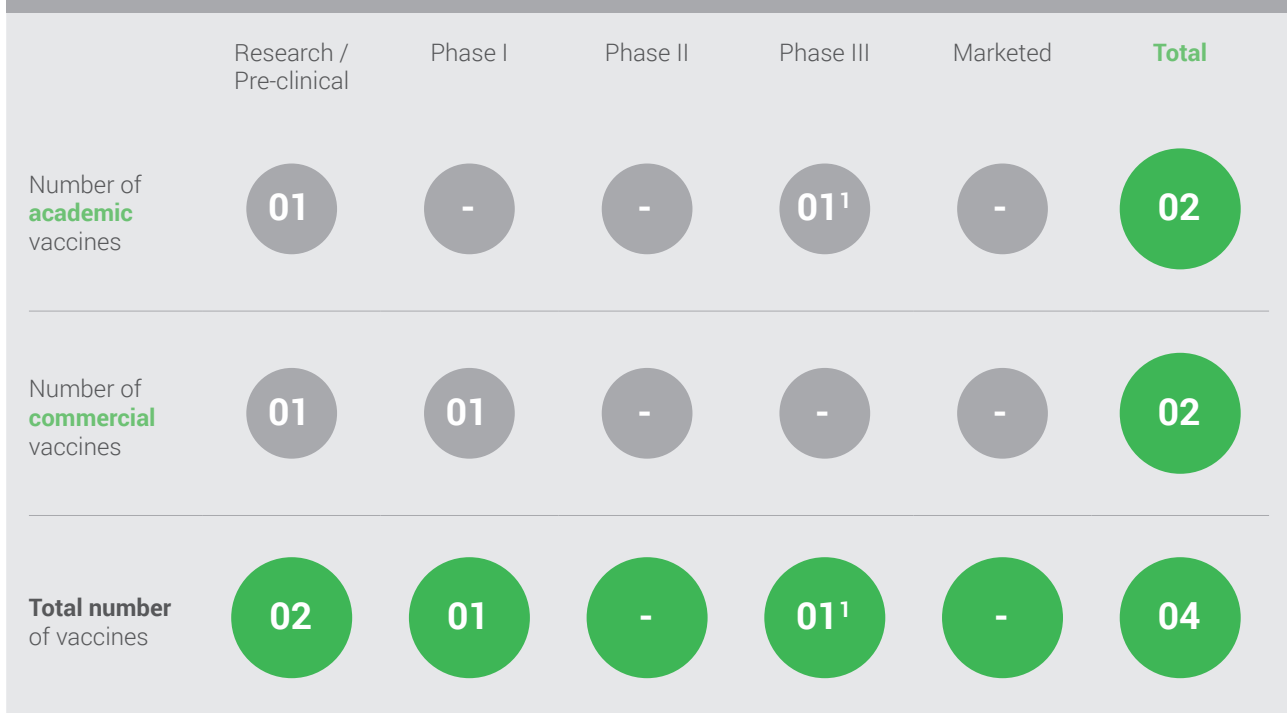 Research / Phase I Phase II Phase III Marketed Total
Pre-clinical
Number of
academic
vaccines
01 - - 01¹ - 02
Number of
commercial
vaccines
01 01 - - - 02
Total number
of vaccines
02 01 - 01¹ - 04